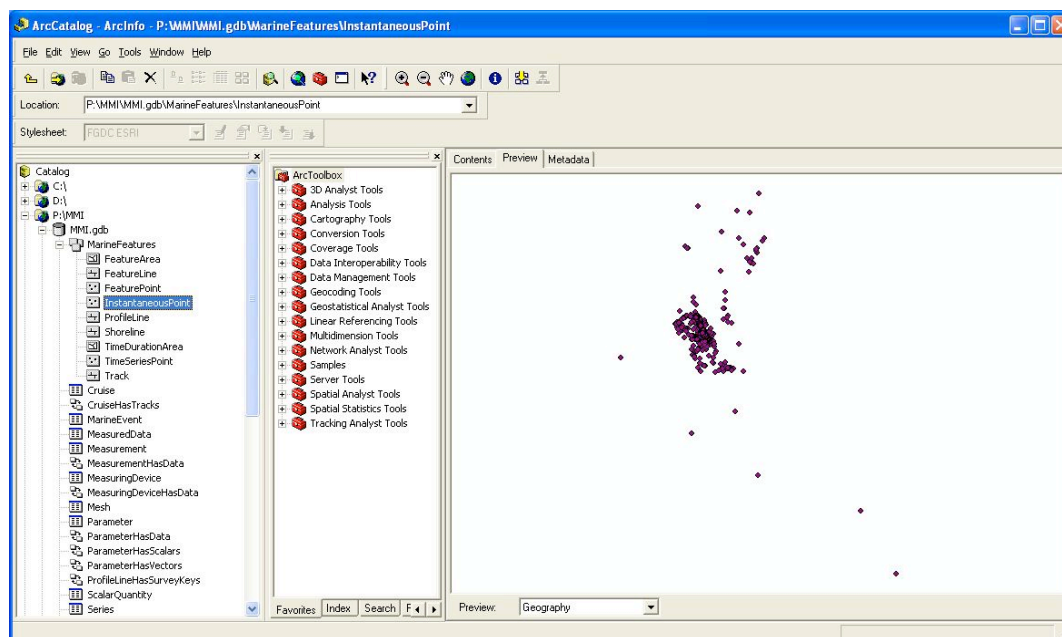 ArcCatalog - ArcInfo - P:\MMI\MMI.gdb\MarineFeatures\InstantaneousPoint
File Edit View Go Tools Window Help
Location: P:\MMI\MMI.gdb\MarineFeatures\InstantaneousPoint
Stylesheet: FGDC ESRI
Catalog
C:\
D:\
P:\MMI
MMI.gdb
MarineFeatures
FeatureArea
FeatureLine
FeaturePoint
InstantaneousPoint
ProfileLine
Shoreline
TimeDurationArea
TimeSeriesPoint
Track
Cruise
CruiseHasTracks
MarineEvent
MeasuredData
Measurement
MeasurementHasData
MeasuringDevice
MeasuringDeviceHasData
Mesh
Parameter
ParameterHasData
ParameterHasScalars
ParameterHasVectors
ProfileLineHasSurveyKeys
ScalarQuantity
Series
ArcToolbox
3D Analyst Tools
Analysis Tools
Cartography Tools
Conversion Tools
Coverage Tools
Data Interoperability Tools
Data Management Tools
Geocoding Tools
Geostatistical Analyst Tools
Linear Referencing Tools
Multidimension Tools
Network Analyst Tools
Samples
Server Tools
Spatial Analyst Tools
Spatial Statistics Tools
Tracking Analyst Tools
Favorites Index Search F
Contents Preview Metadata
Preview: Geography